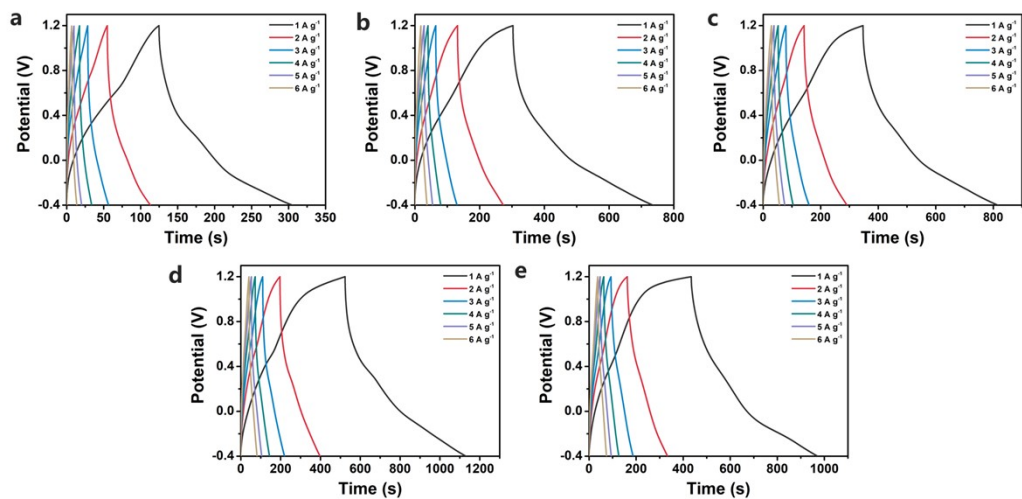 a
1.2
0.8
0.4
0.0
-0.4
Potential (V)
0 50 100 150 200 250 300 350
Time (s)
1 A g-1
2 A g-1
3 A g-1
4 A g-1
5 A g-1
6 A g-1
b
1.2
0.8
0.4
0.0
-0.4
Potential (V)
0 200 400 600 800
Time (s)
1 A g-1
2 A g-1
3 A g-1
4 A g-1
5 A g-1
6 A g-1
c
1.2
0.8
0.4
0.0
-0.4
Potential (V)
0 200 400 600 800
Time (s)
1 A g-1
2 A g-1
3 A g-1
4 A g-1
5 A g-1
6 A g-1
d
1.2
0.8
0.4
0.0
-0.4
Potential (V)
0 200 400 600 800 1000 1200
Time (s)
1 A g-1
2 A g-1
3 A g-1
4 A g-1
5 A g-1
6 A g-1
e
1.2
0.8
0.4
0.0
-0.4
Potential (V)
0 200 400 600 800 1000
Time (s)
1 A g-1
2 A g-1
3 A g-1
4 A g-1
5 A g-1
6 A g-1